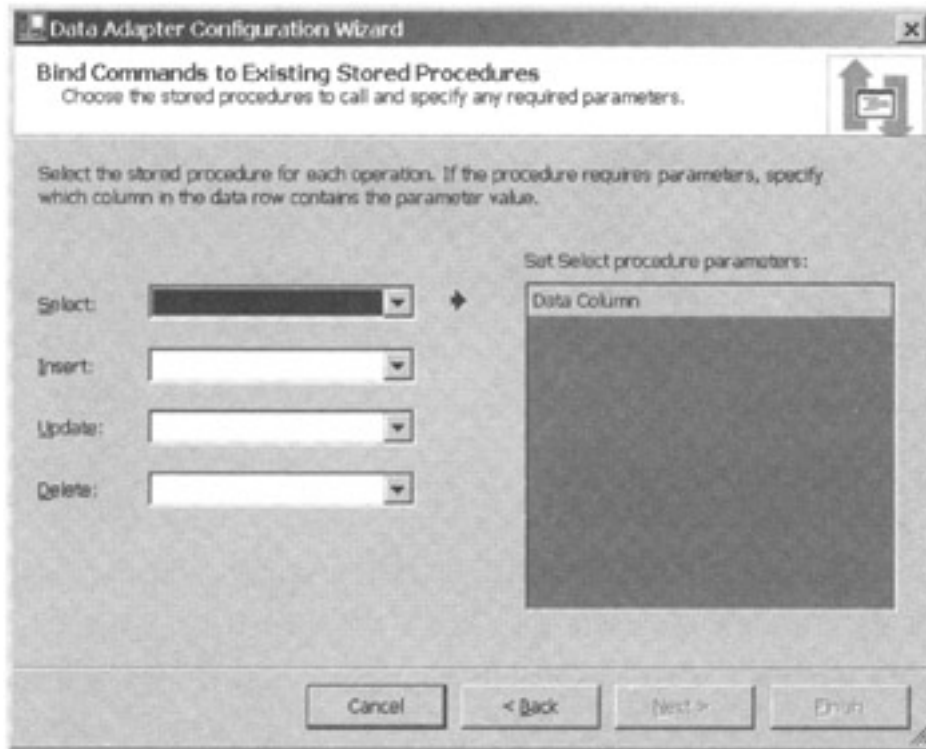 Data Adapter Configuration Wizard
Bind Commands to Existing Stored Procedures
Choose the stored procedures to call and specify any required parameters.
Select the stored procedure for each operation. If the procedure requires parameters, specify
which column in the data row contains the parameter value.
Set Select procedure parameters:
Select:
Data Column
Insert:
Update:
Delete:
Cancel
< Back
Next >
Finish